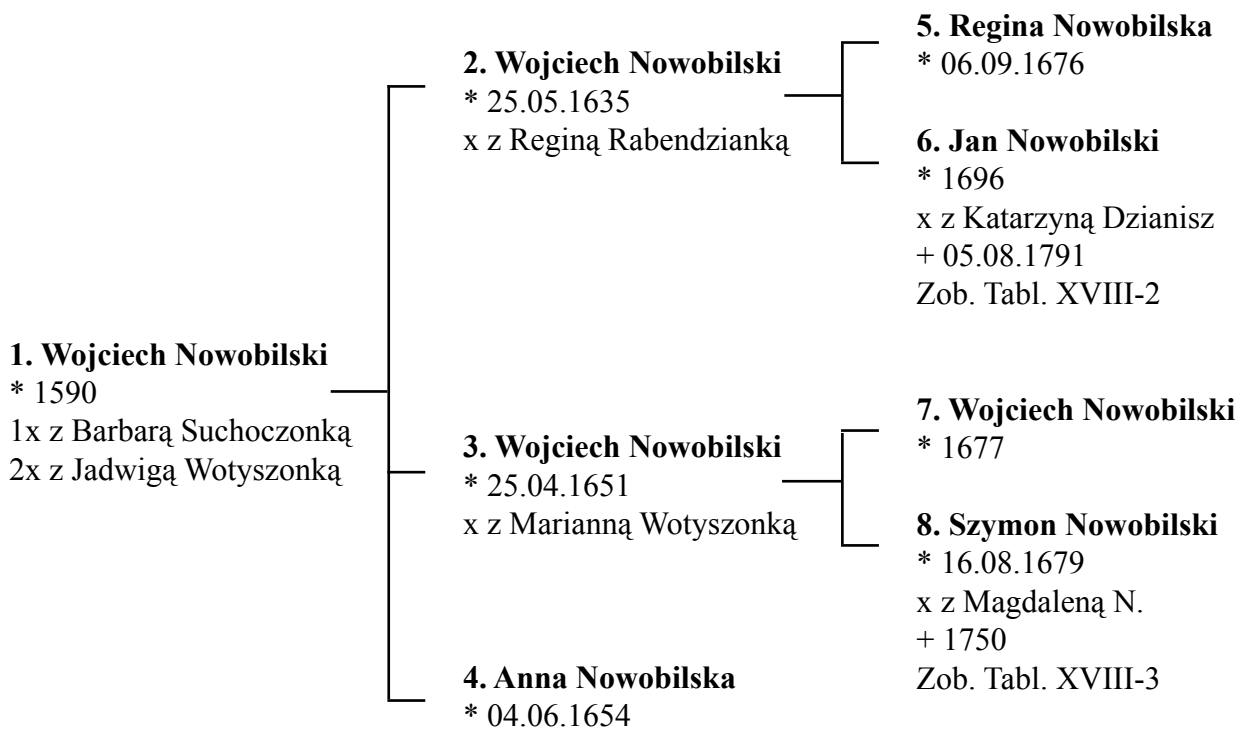 1. Wojciech Nowobilski
* 1590
1x z Barbarą Suchoczonką
2x z Jadwigą Wotyszonką
2. Wojciech Nowobilski
* 25.05.1635
x z Reginą Rabendzianką
3. Wojciech Nowobilski
* 25.04.1651
x z Marianną Wotyszonką
4. Anna Nowobilska
* 04.06.1654
5. Regina Nowobilska
* 06.09.1676
6. Jan Nowobilski
* 1696
x z Katarzyną Dzianisz
+ 05.08.1791
Zob. Tabl. XVIII-2
7. Wojciech Nowobilski
* 1677
8. Szymon Nowobilski
* 16.08.1679
x z Magdaleną N.
+ 1750
Zob. Tabl. XVIII-3